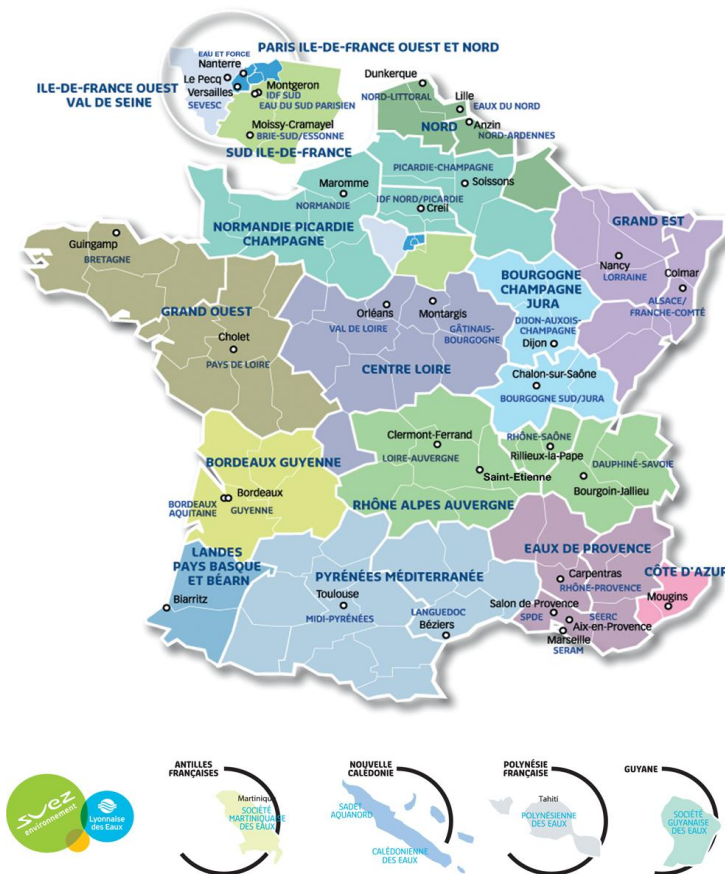 PARIS ILE-DE-FRANCE OUEST ET NORD
EAU ET FORCE
Nanterre
Le Pecq
ILE-DE-FRANCE OUEST
VAL DE SEINE
Versailles
SEVESC
Montgeron
IDF SUD
EAU DU SUD PARISIEN
Moissy-Cramayel
BRIE-SUD/ESSONNE
SUD ILE-DE-FRANCE
Dunkerque
NORD-LITTORAL
Lille
EAUX DU NORD
NORD
Anzin
NORD-ARDENNES
PICARDIE-CHAMPAGNE
Maromme
NORMANDIE
Soissons
IDF NORD/PICARDIE
Creil
NORMANDIE PICARDIE
CHAMPAGNE
GRAND EST
Guingamp
BRETAGNE
Nancy
LORRAINE
Colmar
ALSACE/
FRANCHE-COMTÉ
BOURGOGNE
CHAMPAGNE
JURA
GRAND OUEST
Orléans
VAL DE LOIRE
Montargis
GÂTINAIS-
BOURGOGNE
DIJON-AUXOIS-
CHAMPAGNE
Dijon
Cholet
PAYS DE LOIRE
CENTRE LOIRE
Chalon-sur-Saône
BOURGOGNE SUD/JURA
Clermont-Ferrand
LOIRE-AUVERGNE
RHÔNE-SAÔNE
Rillieux-la-Pape
DAUPHINÉ-SAVOIE
BORDEAUX GUYENNE
Saint-Etienne
Bourgoin-Jallieu
Bordeaux
BORDEAUX
AQUITAINE
GUYENNE
RHÔNE ALPES AUVERGNE
LANDES
PAYS BASQUE
ET BÉARN
EAUX DE PROVENCE
PYRÉNÉES MÉDITERRANÉE
CÔTE D'AZUR
Biarritz
Toulouse
MIDI-PYRÉNÉES
Carpentras
RHÔNE-PROVENCE
Mougins
LANGUEDOC
Béziers
Salon de Provence
SPDE
SEERC
Aix-en-Provence
Marseille
SERAM
suez
environnement
Lyonnaise
des Eaux
ANTILLES
FRANÇAISES
Martinique
SOCIÉTÉ
MARTINIQUAISE
DES EAUX
NOUVELLE
CALÉDONIE
SADET
AQUANORD
CALÉDONIENNE
DES EAUX
POLYNÉSIE
FRANÇAISE
Tahiti
POLYNÉSIENNE
DES EAUX
GUYANE
SOCIÉTÉ
GUYANAISE
DES EAUX